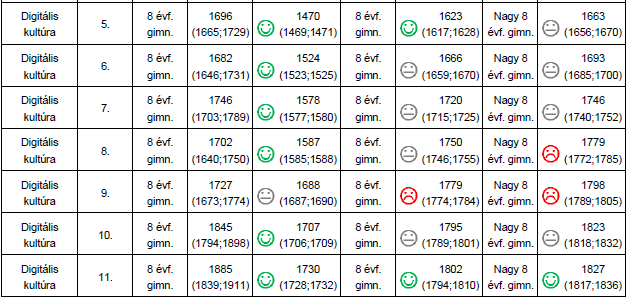 Digitális kultúra 5. 8 évf. gimn. 1696 (1665;1729) 1470 (1469;1471) 8 évf. gimn. 1623 (1617;1628) Nagy 8 évf. gimn. 1663 (1656;1670)
Digitális kultúra 6. 8 évf. gimn. 1682 (1646;1731) 1524 (1523;1525) 8 évf. gimn. 1666 (1659;1670) Nagy 8 évf. gimn. 1693 (1685;1700)
Digitális kultúra 7. 8 évf. gimn. 1746 (1703;1789) 1578 (1577;1580) 8 évf. gimn. 1720 (1715;1725) Nagy 8 évf. gimn. 1746 (1740;1752)
Digitális kultúra 8. 8 évf. gimn. 1702 (1640;1750) 1587 (1585;1588) 8 évf. gimn. 1750 (1746;1755) Nagy 8 évf. gimn. 1779 (1772;1785)
Digitális kultúra 9. 8 évf. gimn. 1727 (1673;1774) 1688 (1687;1690) 8 évf. gimn. 1779 (1774;1784) Nagy 8 évf. gimn. 1798 (1789;1805)
Digitális kultúra 10. 8 évf. gimn. 1845 (1794;1898) 1707 (1706;1709) 8 évf. gimn. 1795 (1789;1801) Nagy 8 évf. gimn. 1823 (1818;1832)
Digitális kultúra 11. 8 évf. gimn. 1885 (1839;1911) 1730 (1728;1732) 8 évf. gimn. 1802 (1794;1810) Nagy 8 évf. gimn. 1827 (1817;1836)